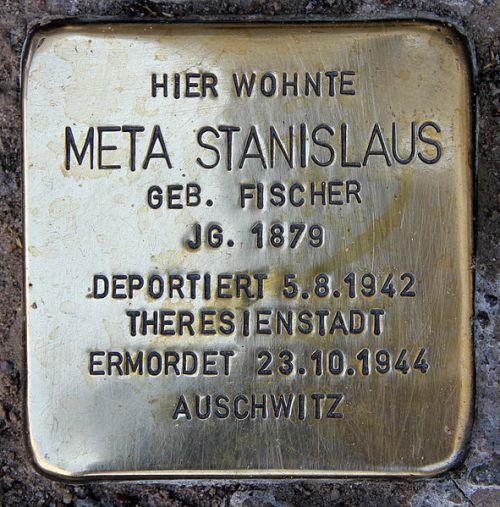 HIER WOHNTE
META STANISLAUS
GEB. FISCHER
JG. 1879
DEPORTIERT 5.8.1942
THERESIENSTADT
ERMORDET 23.10.1944
AUSCHWITZ